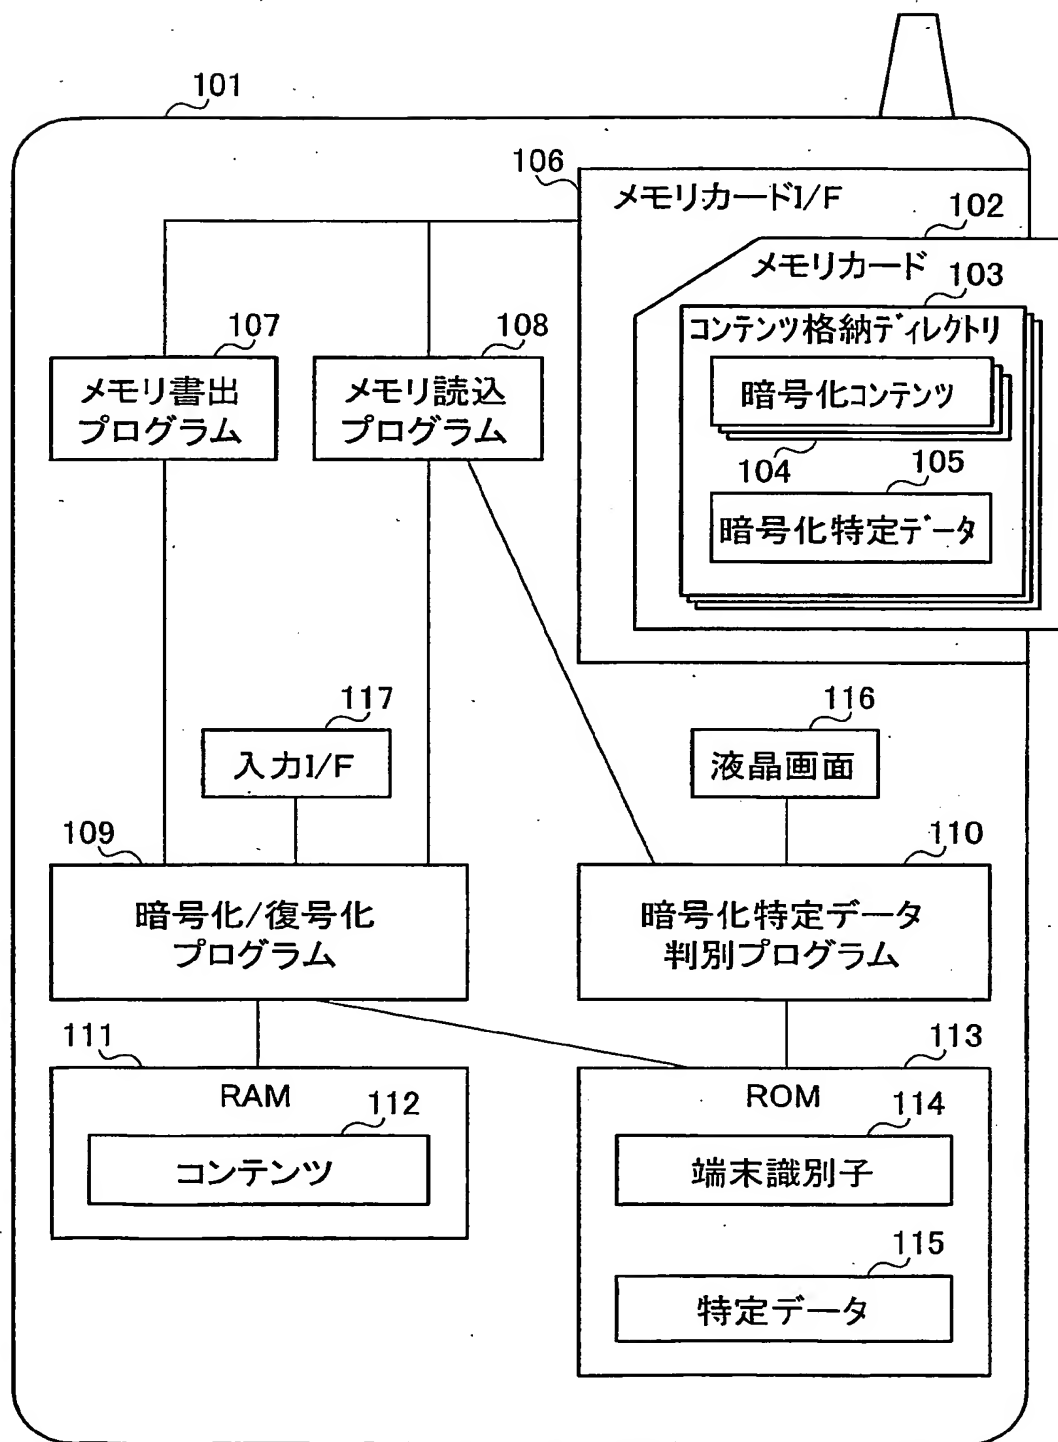 101
106
メモリカードI/F
102
メモリカード
103
コンテンツ格納ディレクトリ
暗号化コンテンツ
104
105
暗号化特定データ
107
メモリ書出
プログラム
108
メモリ読込
プログラム
117
入力I/F
116
液晶画面
109
暗号化/復号化
プログラム
110
暗号化特定データ
判別プログラム
111
RAM
112
コンテンツ
113
ROM
114
端末識別子
115
特定データ